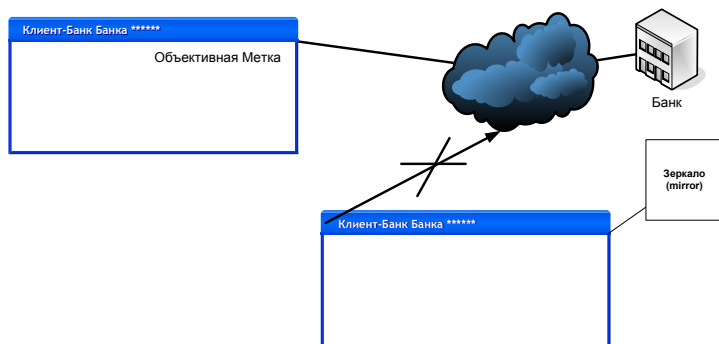 Клиент-Банк Банка ******
Объективная Метка
Банк
Зеркало
(mirror)
Клиент-Банк Банка ******